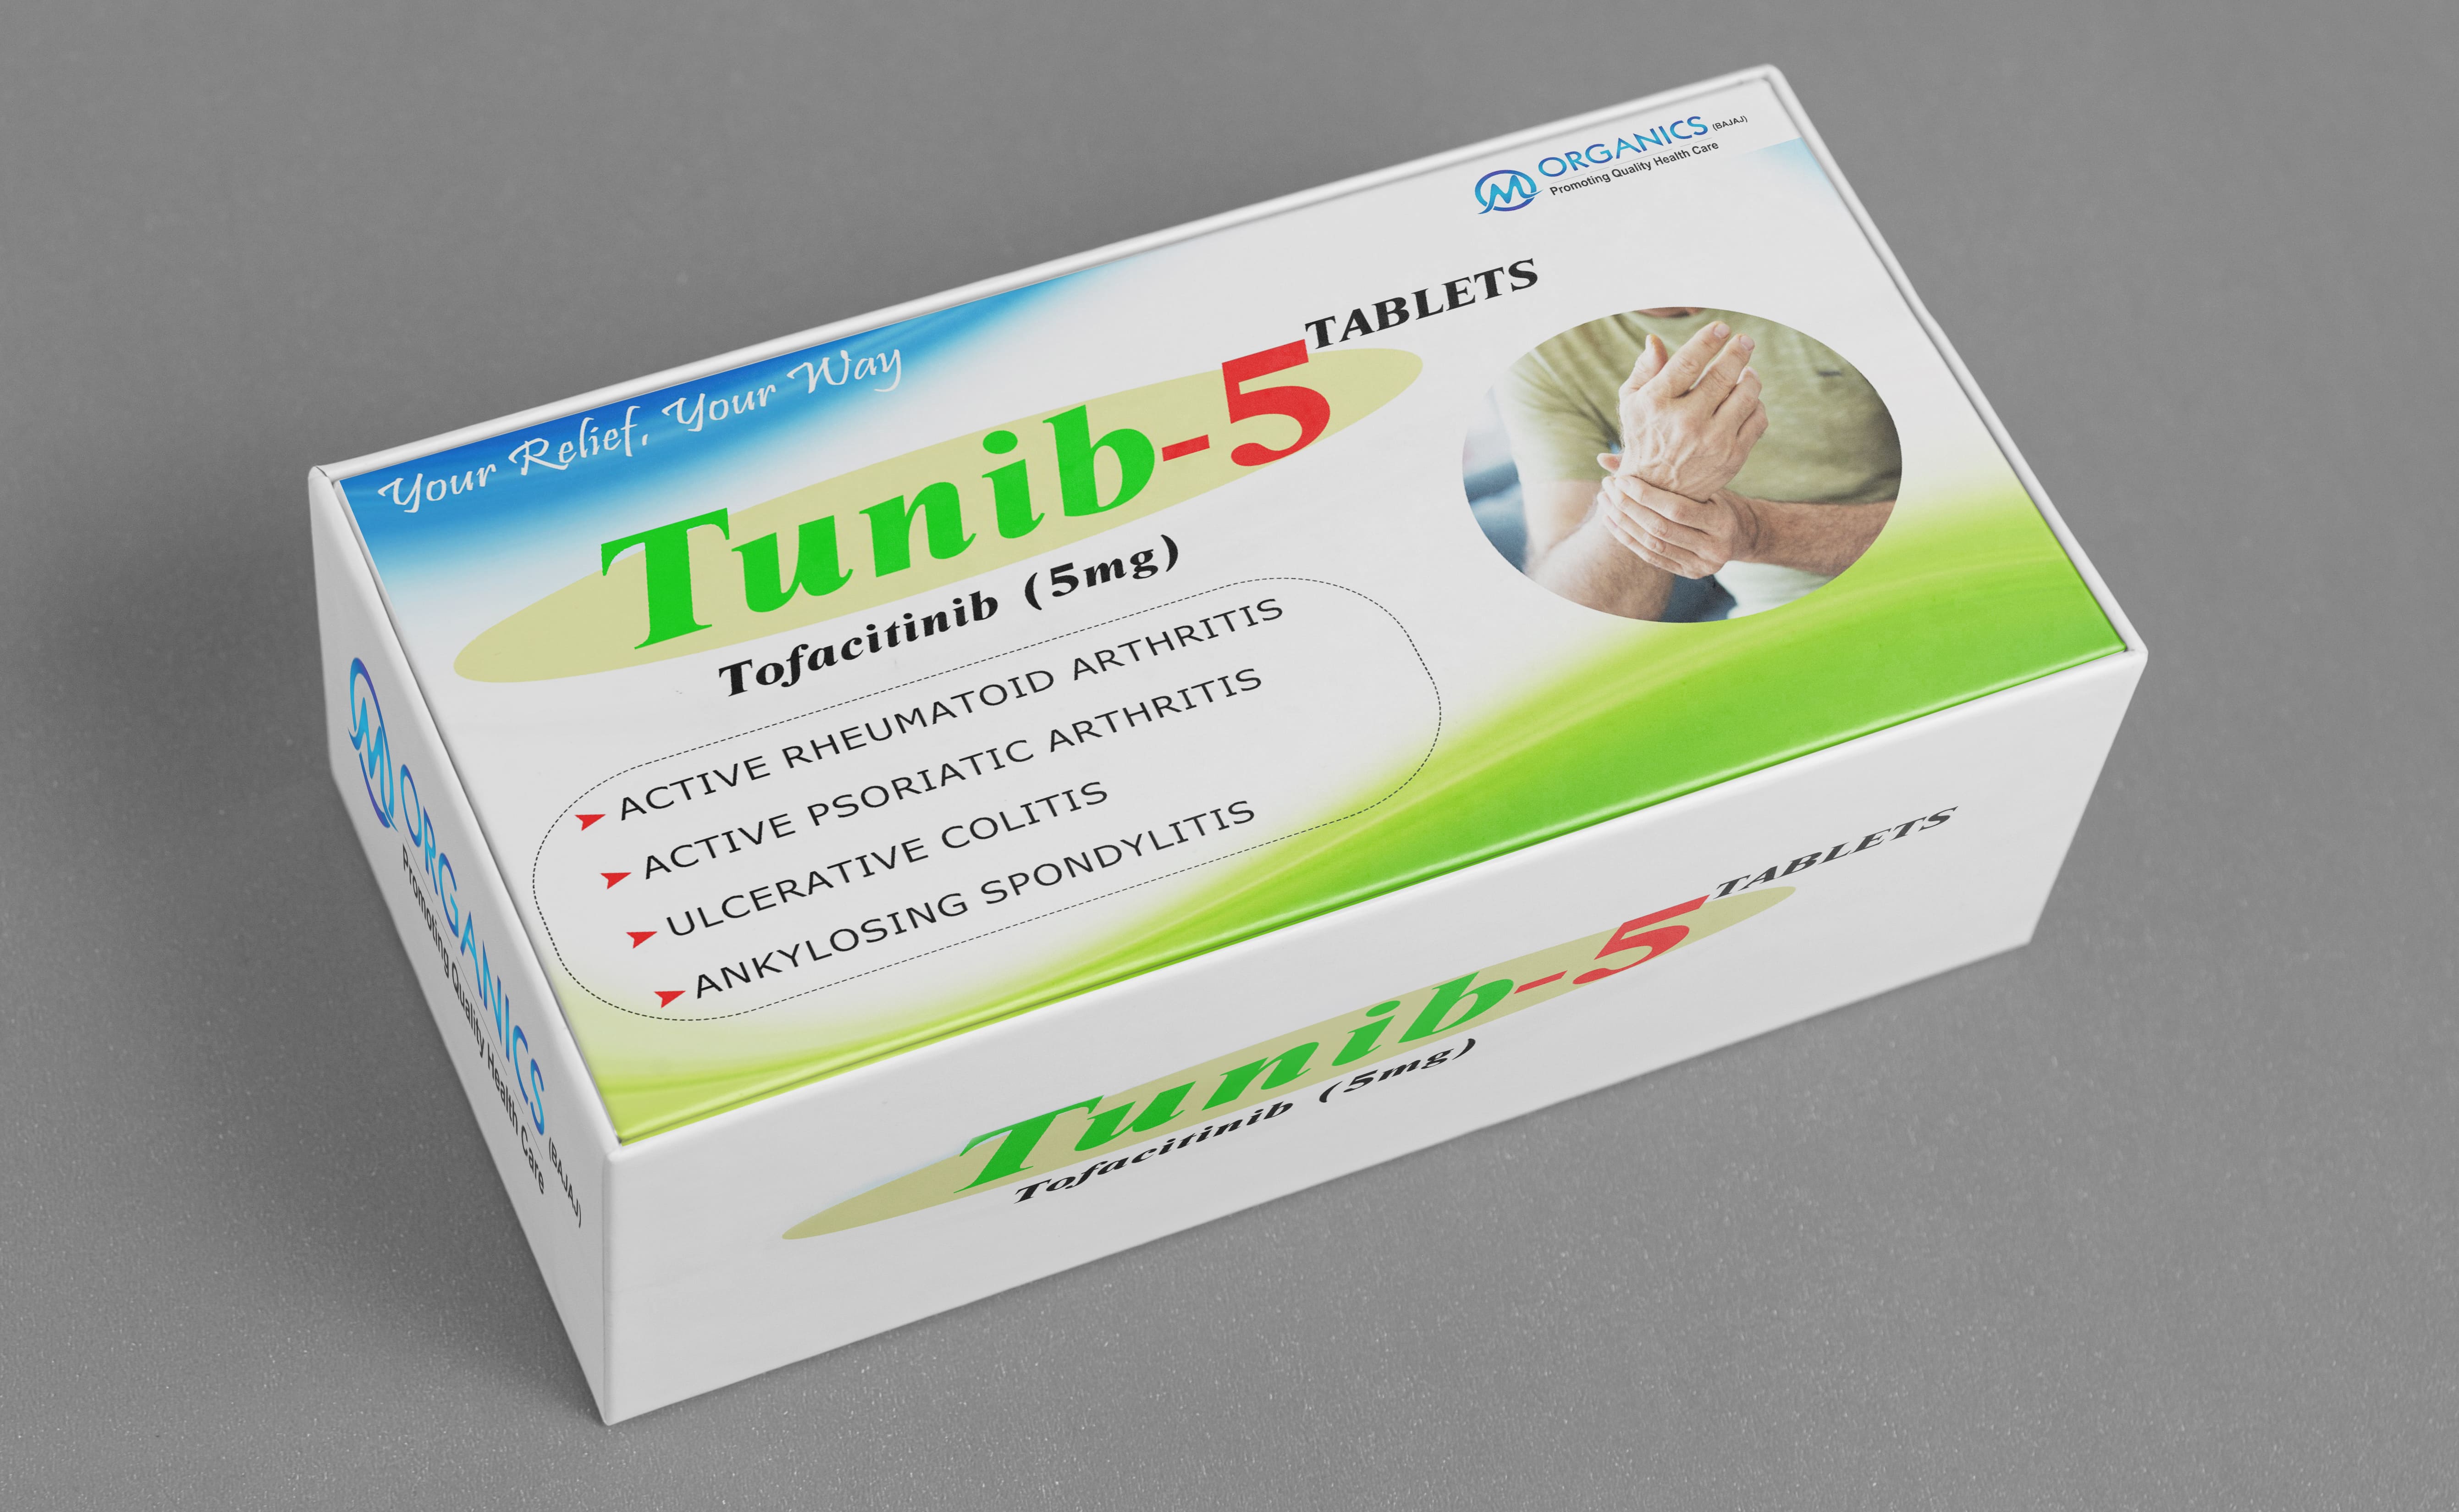 ORGANICS (BAJAJ)
Promoting Quality Health Care
Your Relief, Your Way
Tunib-5 TABLETS
Tofacitinib (5mg)
ACTIVE RHEUMATOID ARTHRITIS
ACTIVE PSORIATIC ARTHRITIS
ULCERATIVE COLITIS
ANKYLOSING SPONDYLITIS
ORGANICS (BAJAJ)
Promoting Quality Health Care
Tunib-5 TABLETS
Tofacitinib (5mg)